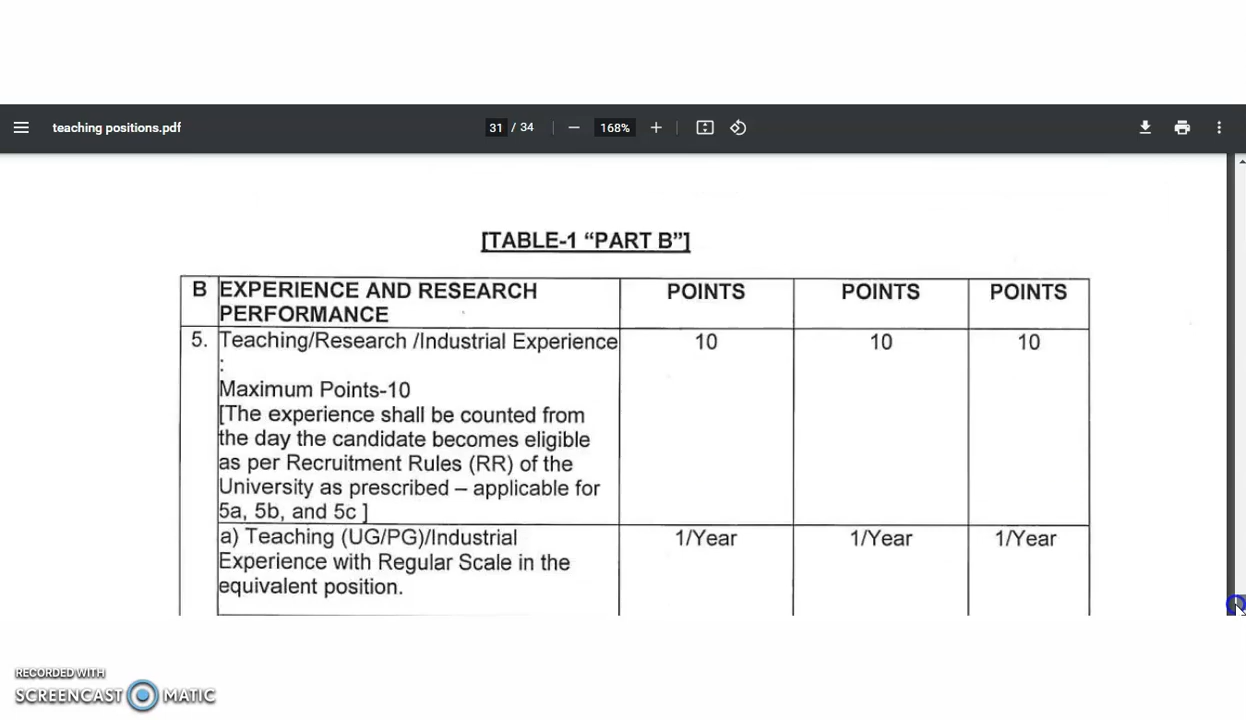 teaching positions.pdf 31 / 34 168%
[TABLE-1 “PART B”]
B EXPERIENCE AND RESEARCH POINTS POINTS POINTS
PERFORMANCE
5. Teaching/Research /Industrial Experience 10 10 10
:
Maximum Points-10
[The experience shall be counted from
the day the candidate becomes eligible
as per Recruitment Rules (RR) of the
University as prescribed – applicable for
5a, 5b, and 5c ]
a) Teaching (UG/PG)/Industrial 1/Year 1/Year 1/Year
Experience with Regular Scale in the
equivalent position.
RECORDED WITH
SCREENCAST MATIC